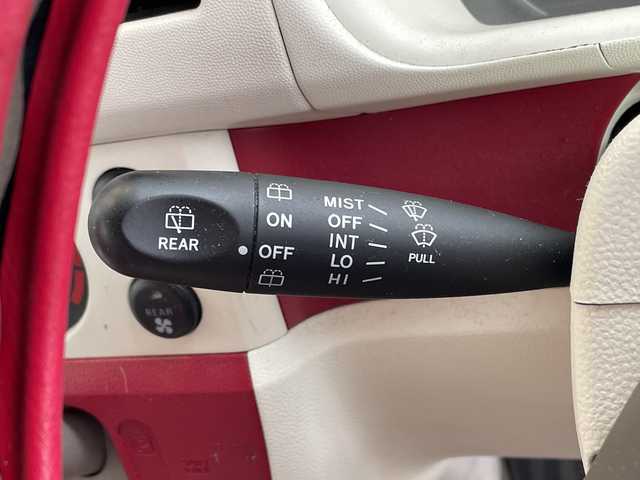 REAR
ON
OFF
MIST
OFF
INT
LO
HI
PULL
REAR